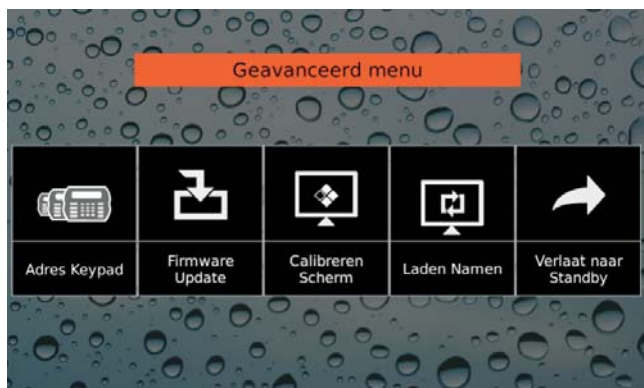 Geavanceerd menu
Adres Keypad
Firmware
Update
Calibreren
Scherm
Laden Namen
Verlaat naar
Standby